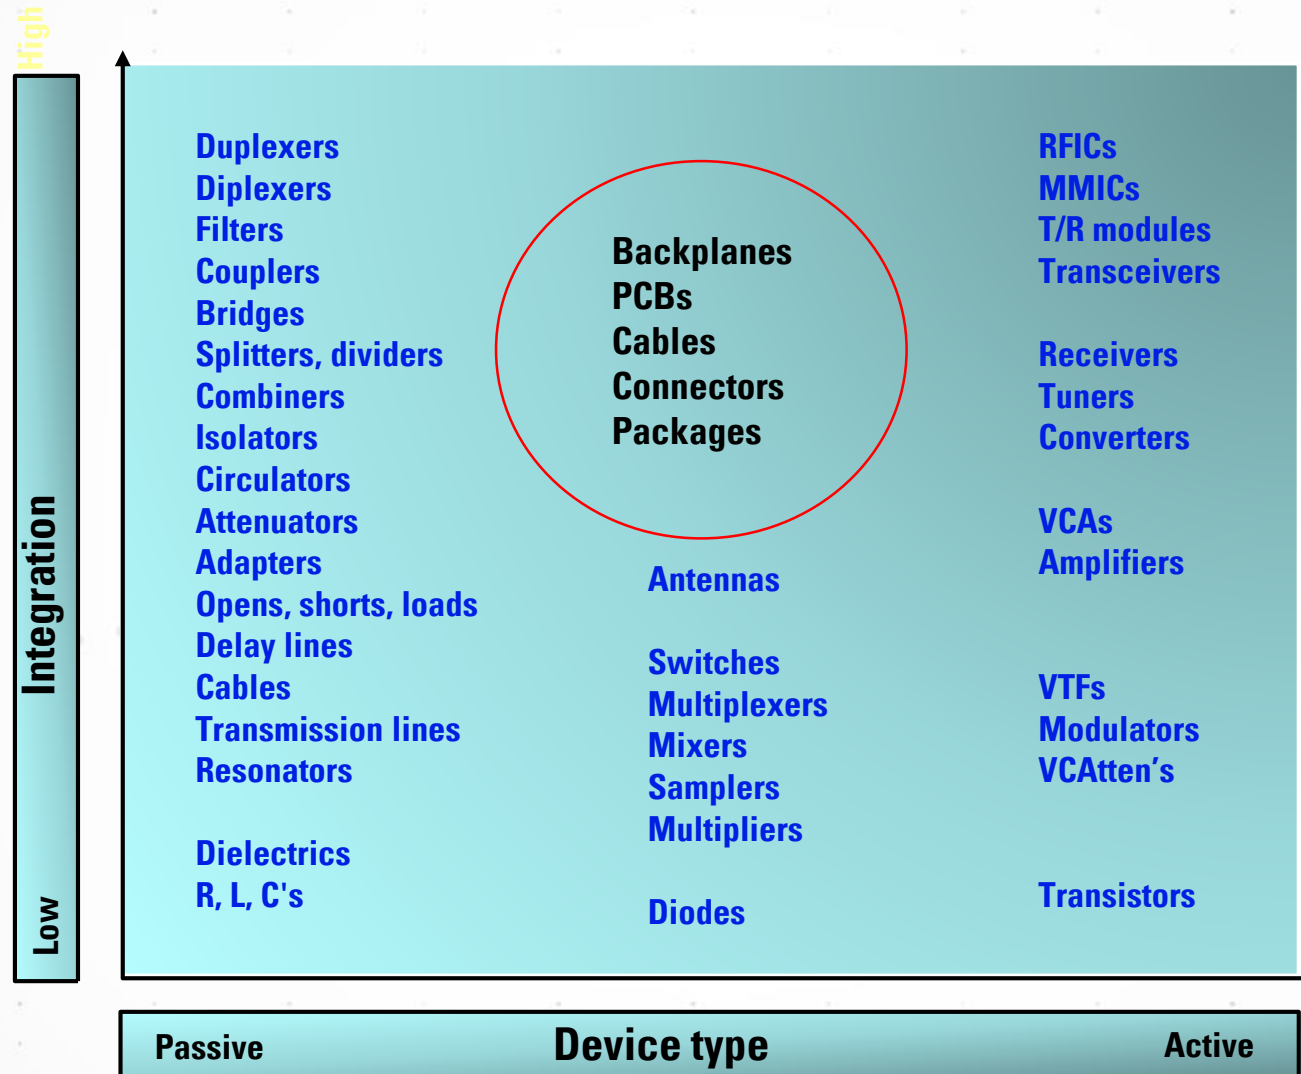 High
Integration
Low
Duplexers
Diplexers
Filters
Couplers
Bridges
Splitters, dividers
Combiners
Isolators
Circulators
Attenuators
Adapters
Opens, shorts, loads
Delay lines
Cables
Transmission lines
Resonators
Dielectrics
R, L, C's
Backplanes
PCBs
Cables
Connectors
Packages
Antennas
Switches
Multiplexers
Mixers
Samplers
Multipliers
Diodes
RFICs
MMICs
T/R modules
Transceivers
Receivers
Tuners
Converters
VCAs
Amplifiers
VTFs
Modulators
VCAtten’s
Transistors
Passive Device type Active